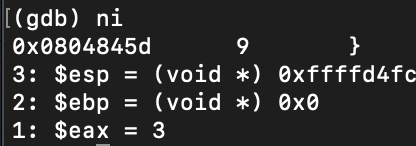 (gdb) ni
0x0804845d 9 }
3: $esp = (void *) 0xffffd4fc
2: $ebp = (void *) 0x0
1: $eax = 3